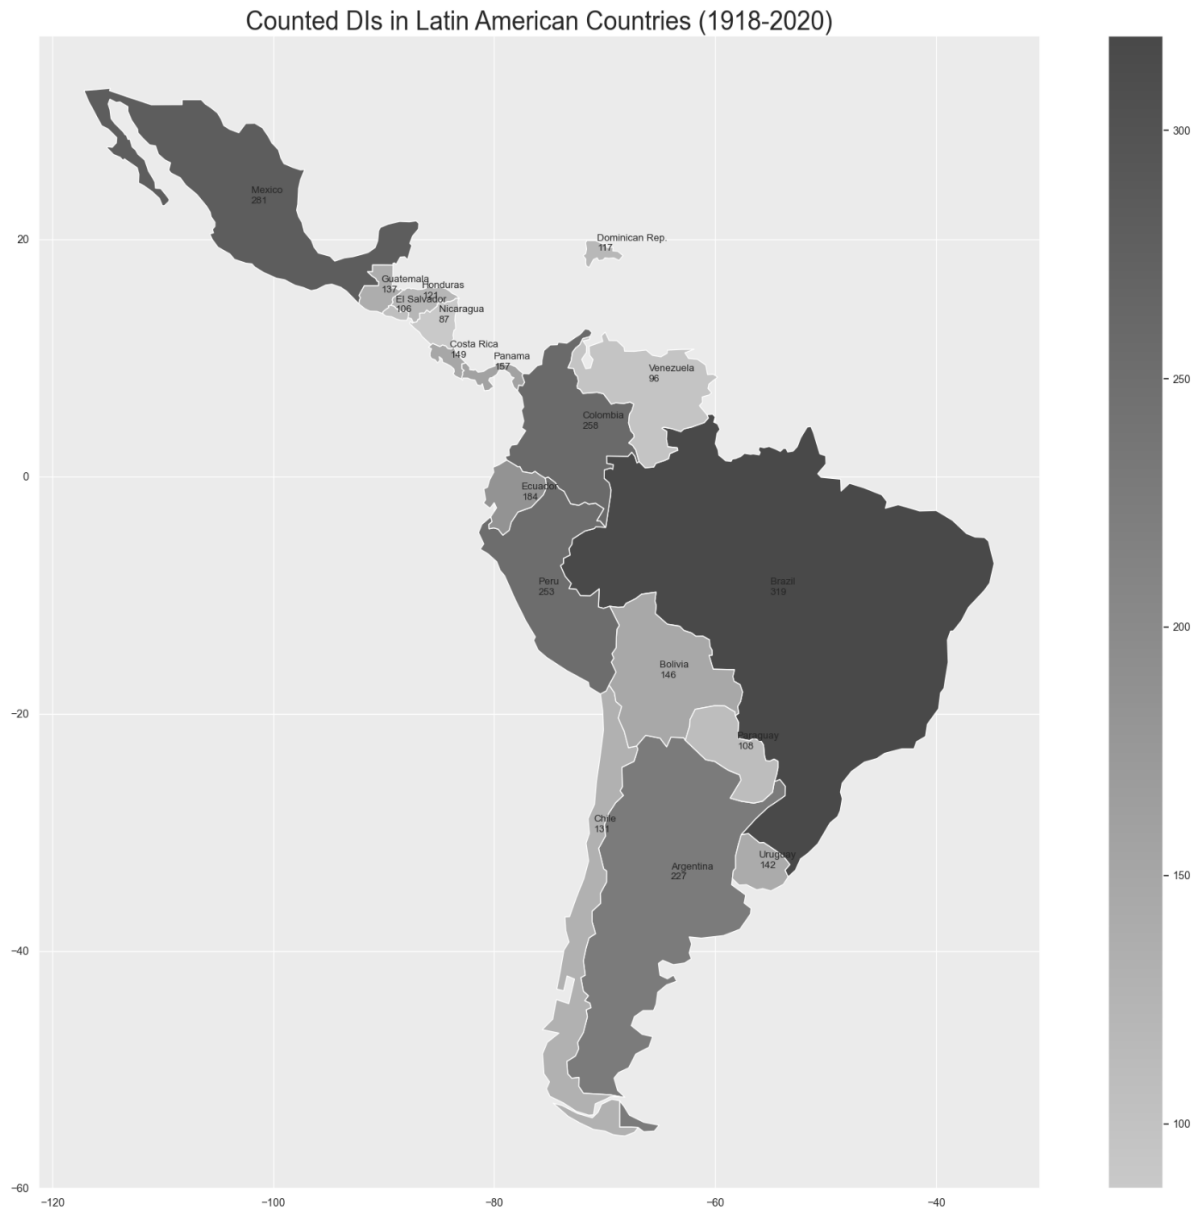 Counted DIs in Latin American Countries (1918-2020)
300
Mexico
281
20
Dominican Rep.
117
Guatemala
137
Honduras
121
El Salvador
106
Nicaragua
87
Costa Rica
149
Panama
157
Venezuela
96
250
Colombia
258
0
Ecuador
184
Peru
253
Brazil
319
200
Bolivia
146
−20
Paraguay
108
Chile
131
Uruguay
142
Argentina
227
150
−40
100
−60
−120
−100
−80
−60
−40